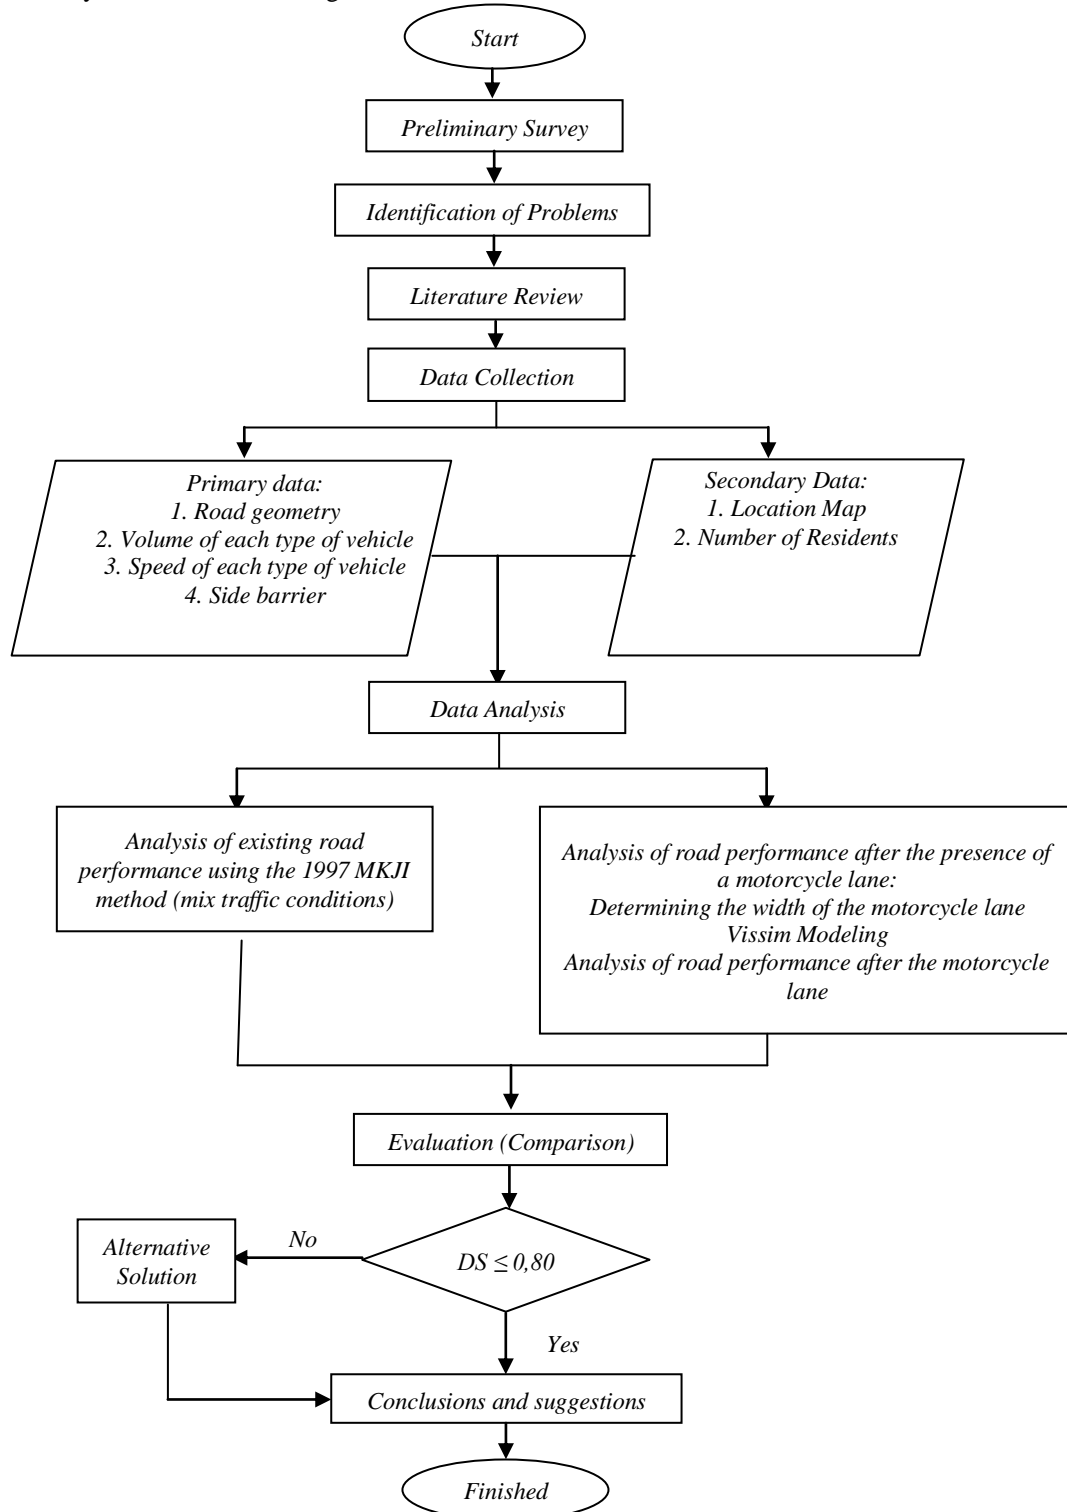 Start
Preliminary Survey
Identification of Problems
Literature Review
Data Collection
Primary data:
1. Road geometry
2. Volume of each type of vehicle
3. Speed of each type of vehicle
4. Side barrier
Secondary Data:
1. Location Map
2. Number of Residents
Data Analysis
Analysis of existing road
performance using the 1997 MKJI
method (mix traffic conditions)
Analysis of road performance after the presence of
a motorcycle lane:
Determining the width of the motorcycle lane
Vissim Modeling
Analysis of road performance after the motorcycle
lane
Evaluation (Comparison)
DS ≤ 0,80
No
Alternative
Solution
Yes
Conclusions and suggestions
Finished